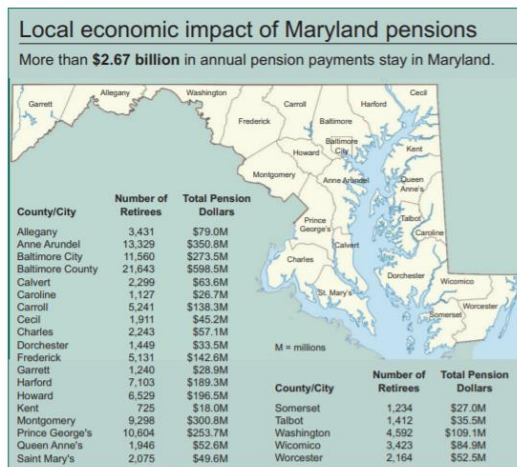 Local economic impact of Maryland pensions
More than $2.67 billion in annual pension payments stay in Maryland.
Garrett
Allegany
Washington
Frederick
Carroll
Baltimore
Harford
Cecil
Baltimore
City
Howard
Kent
Montgomery
Anne Arundel
Queen
Anne's
Prince
George's
Talbot
Caroline
Calvert
Charles
Dorchester
Wicomico
St. Mary's
Somerset
Worcester
M = millions
County/City Number of Retirees Total Pension Dollars
Allegany 3,431 $79.0M
Anne Arundel 13,329 $350.8M
Baltimore City 11,560 $273.5M
Baltimore County 21,643 $598.5M
Calvert 2,299 $63.6M
Caroline 1,127 $26.7M
Carroll 5,241 $138.3M
Cecil 1,911 $45.2M
Charles 2,243 $57.1M
Dorchester 1,449 $33.5M
Frederick 5,131 $142.6M
Garrett 1,240 $28.9M
Harford 7,103 $189.3M
Howard 6,529 $196.5M
Kent 725 $18.0M
Montgomery 9,298 $300.8M
Prince George's 10,604 $253.7M
Queen Anne's 1,946 $52.6M
Saint Mary's 2,075 $49.6M
County/City Number of Retirees Total Pension Dollars
Somerset 1,234 $27.0M
Talbot 1,412 $35.5M
Washington 4,592 $109.1M
Wicomico 3,423 $84.9M
Worcester 2,164 $52.5M